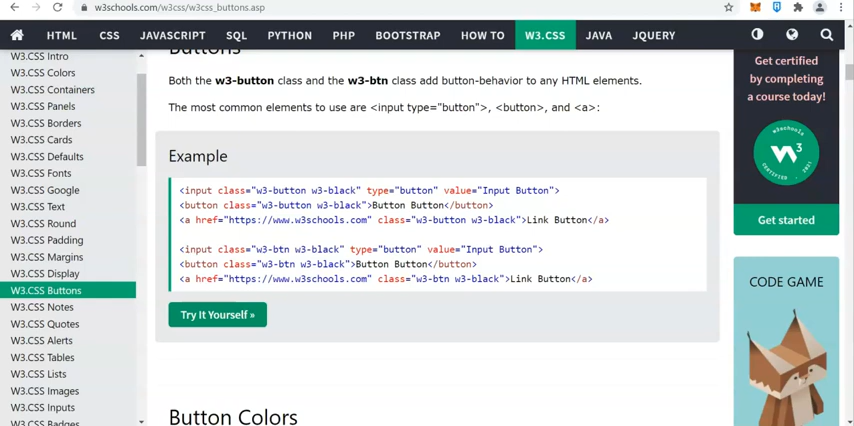 w3schools.com/w3css/w3css_buttons.asp
HTML CSS JAVASCRIPT SQL PYTHON PHP BOOTSTRAP HOW TO W3.CSS JAVA JQUERY
W3.CSS Intro
W3.CSS Colors
W3.CSS Containers
W3.CSS Panels
W3.CSS Borders
W3.CSS Cards
W3.CSS Defaults
W3.CSS Fonts
W3.CSS Google
W3.CSS Text
W3.CSS Round
W3.CSS Padding
W3.CSS Margins
W3.CSS Display
W3.CSS Buttons
W3.CSS Notes
W3.CSS Quotes
W3.CSS Alerts
W3.CSS Tables
W3.CSS Lists
W3.CSS Images
W3.CSS Inputs
W3.CSS Badges
Buttons
Both the w3-button class and the w3-btn class add button-behavior to any HTML elements.
The most common elements to use are <input type="button">, <button>, and <a>:
Example
<input class="w3-button w3-black" type="button" value="Input Button">
<button class="w3-button w3-black">Button Button</button>
<a href="https://www.w3schools.com" class="w3-button w3-black">Link Button</a>
<input class="w3-btn w3-black" type="button" value="Input Button">
<button class="w3-btn w3-black">Button Button</button>
<a href="https://www.w3schools.com" class="w3-btn w3-black">Link Button</a>
Try It Yourself »
Button Colors
Get certified
by completing
a course today!
w3schools
W3
CERTIFIED . 2021
Get started
CODE GAME